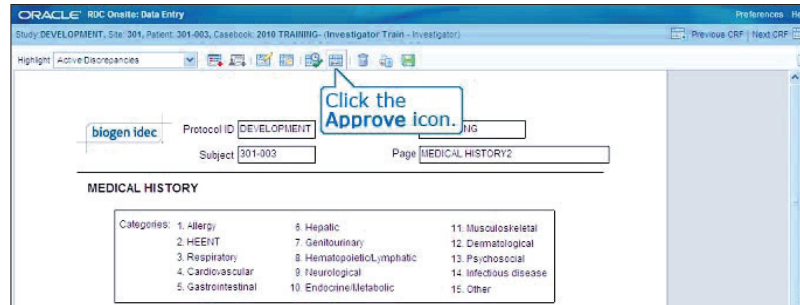 ORACLE RDC Onsite: Data Entry Preferences He
Study: DEVELOPMENT, Site: 301, Patient: 301-003, Casebook: 2010 TRAINING- (Investigator Train - Investigator) Previous CRF | Next CRF
Highlight Active Discrepancies
Click the
Approve icon.
biogen idec Protocol ID DEVELOPMENT NG
Subject 301-003 Page MEDICAL HISTORY2
MEDICAL HISTORY
Categories: 1. Allergy 6. Hepatic 11. Musculoskeletal
2. HEENT 7. Genitourinary 12. Dermatological
3. Respiratory 8. Hematopoietic/Lymphatic 13. Psychosocial
4. Cardiovascular 9. Neurological 14. Infectious disease
5. Gastrointestinal 10. Endocrine/Metabolic 15. Other